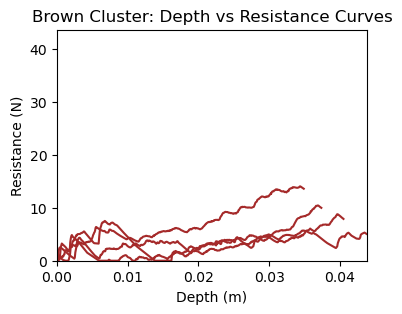 Brown Cluster: Depth vs Resistance Curves
Resistance (N)
40
30
20
10
0
0.00 0.01 0.02 0.03 0.04
Depth (m)